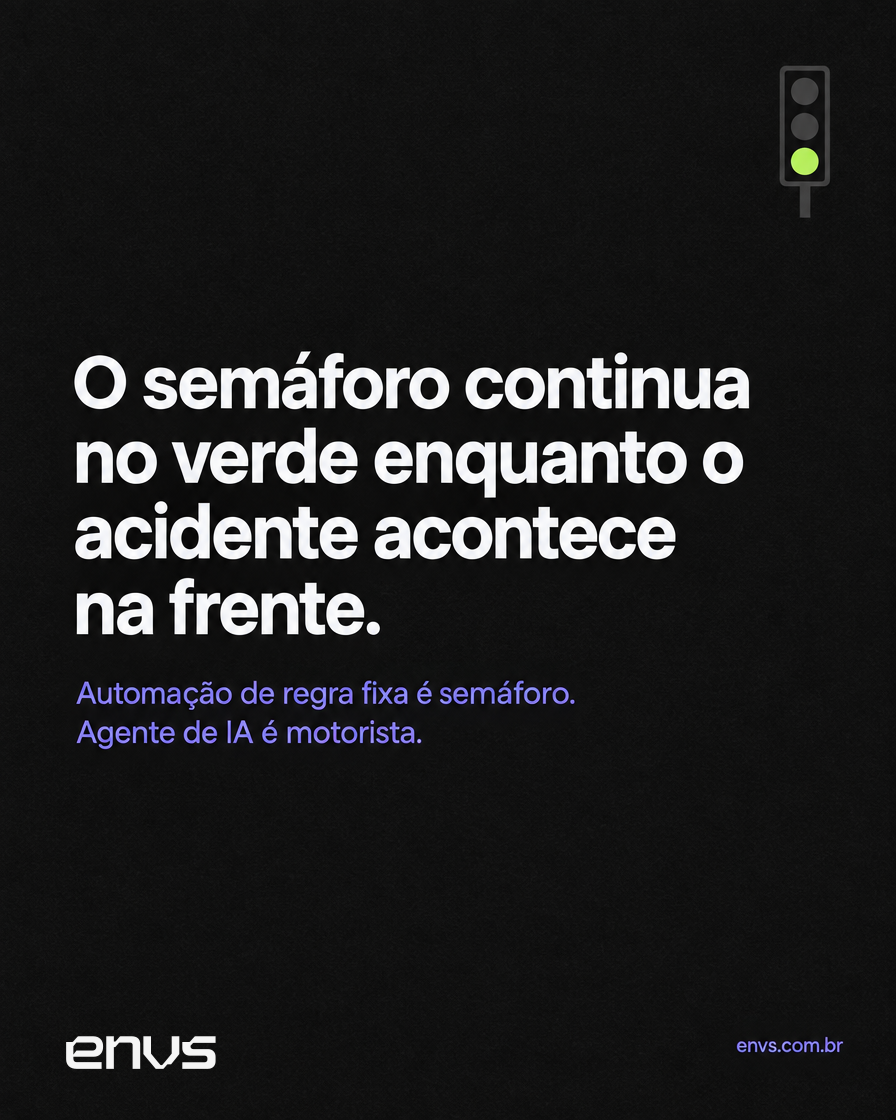 O semáforo continua
no verde enquanto o
acidente acontece
na frente.
Automação de regra fixa é semáforo.
Agente de IA é motorista.
envs
envs.com.br